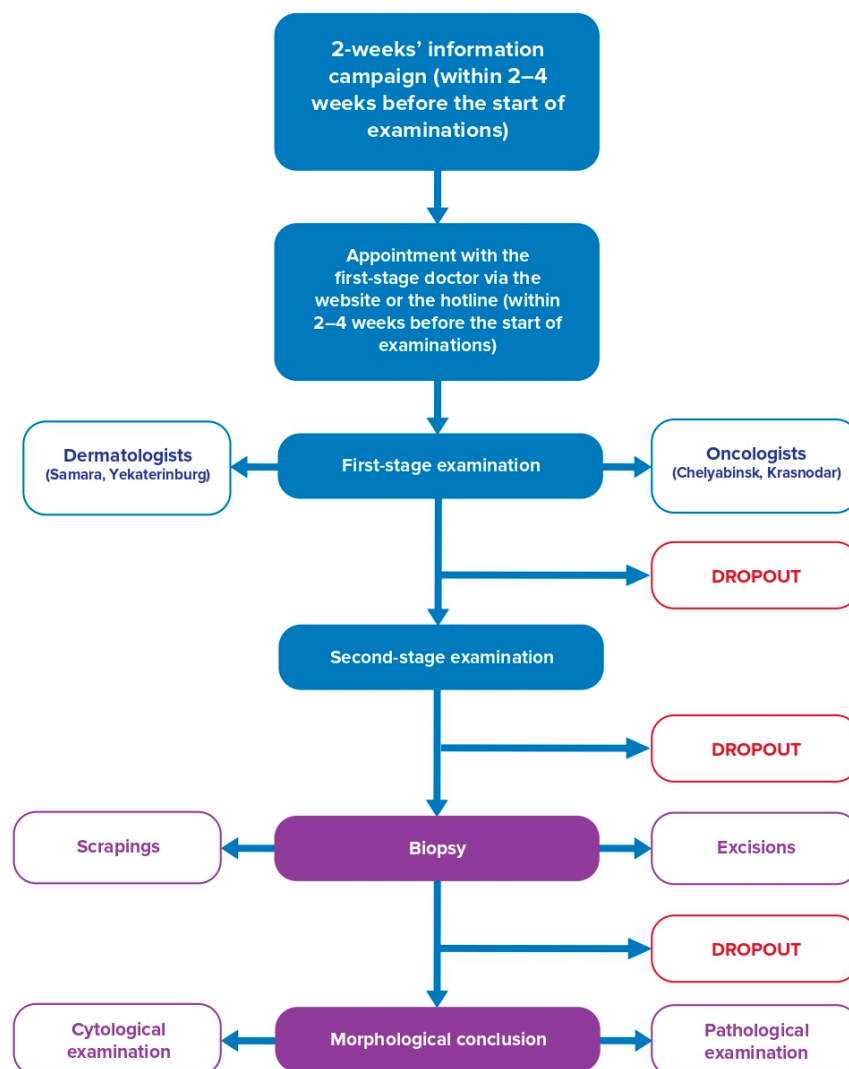 2-weeks’ information
campaign (within 2–4
weeks before the start of
examinations)
Appointment with the
first-stage doctor via the
website or the hotline (within
2–4 weeks before the start of
examinations)
Dermatologists
(Samara, Yekaterinburg)
First-stage examination
Oncologists
(Chelyabinsk, Krasnodar)
DROPOUT
Second-stage examination
DROPOUT
Scrapings
Biopsy
Excisions
DROPOUT
Cytological
examination
Morphological conclusion
Pathological
examination